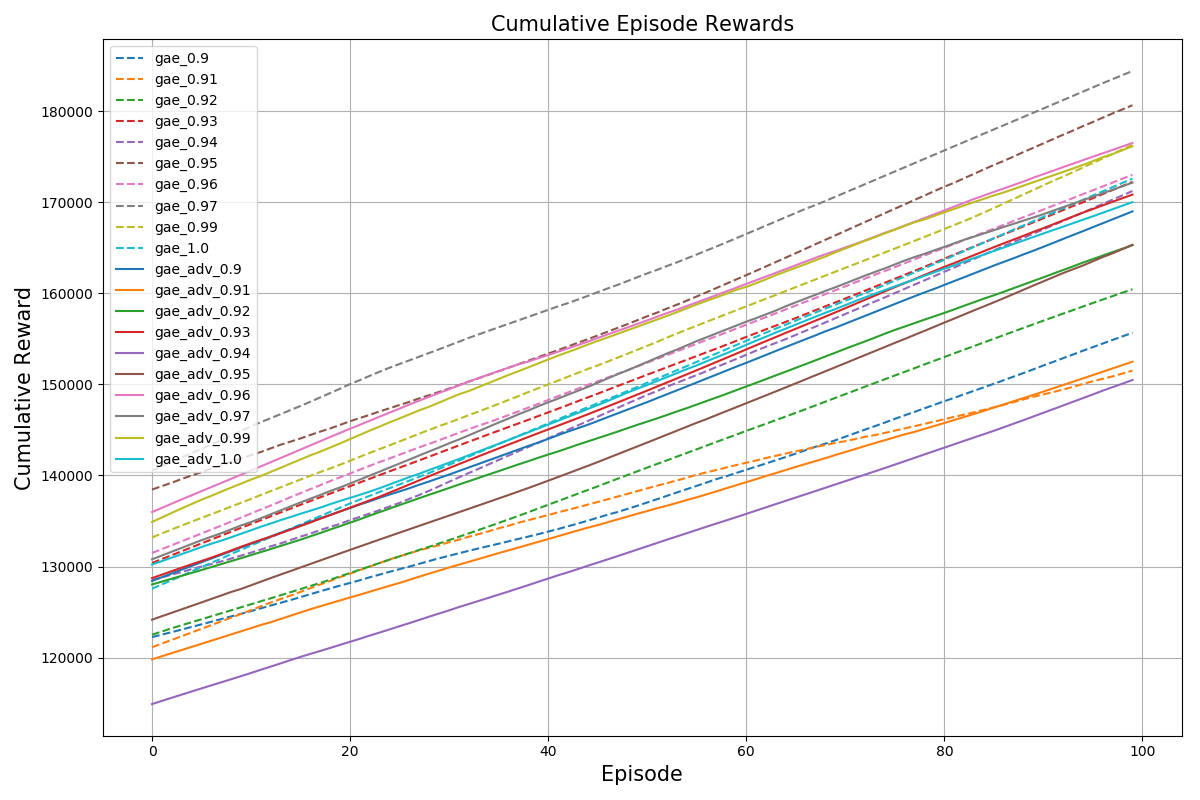 Cumulative Episode Rewards
gae_0.9
gae_0.91
gae_0.92
gae_0.93
gae_0.94
gae_0.95
gae_0.96
gae_0.97
gae_0.99
gae_1.0
gae_adv_0.9
gae_adv_0.91
gae_adv_0.92
gae_adv_0.93
gae_adv_0.94
gae_adv_0.95
gae_adv_0.96
gae_adv_0.97
gae_adv_0.99
gae_adv_1.0
Cumulative Reward
180000
170000
160000
150000
140000
130000
120000
0 20 40 60 80 100
Episode